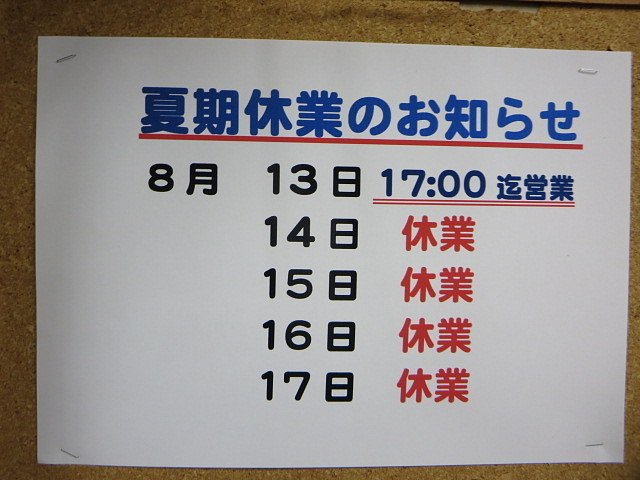 夏期休業のお知らせ
8月 13日 17:00 迄営業
14日 休業
15日 休業
16日 休業
17日 休業